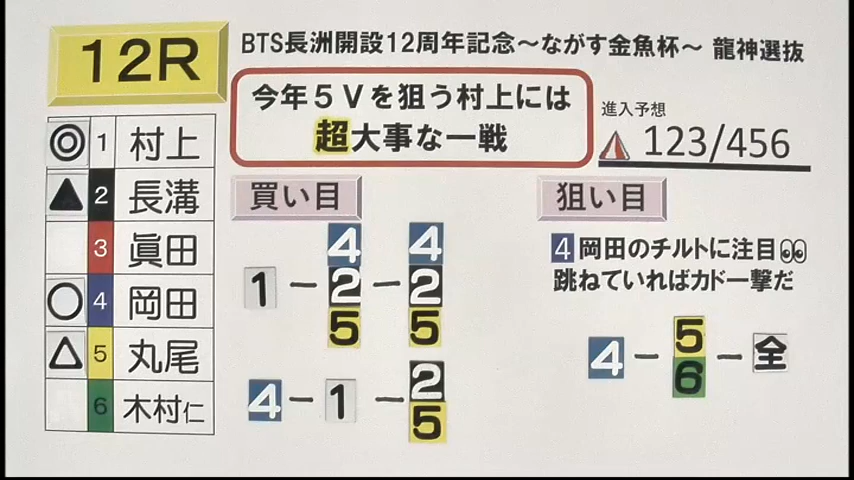 12R
BTS長洲開設12周年記念～ながす金魚杯～ 龍神選抜
今年5Vを狙う村上には
超大事な一戦
進入予想
123/456
◎ 1 村上
▲ 2 長溝
3 眞田
○ 4 岡田
△ 5 丸尾
6 木村仁
買い目
4 4
1-2-2
5 5
2
4-1-
5
狙い目
4岡田のチルトに注目👀
跳ねていればカド一撃だ
5
4- -全
6